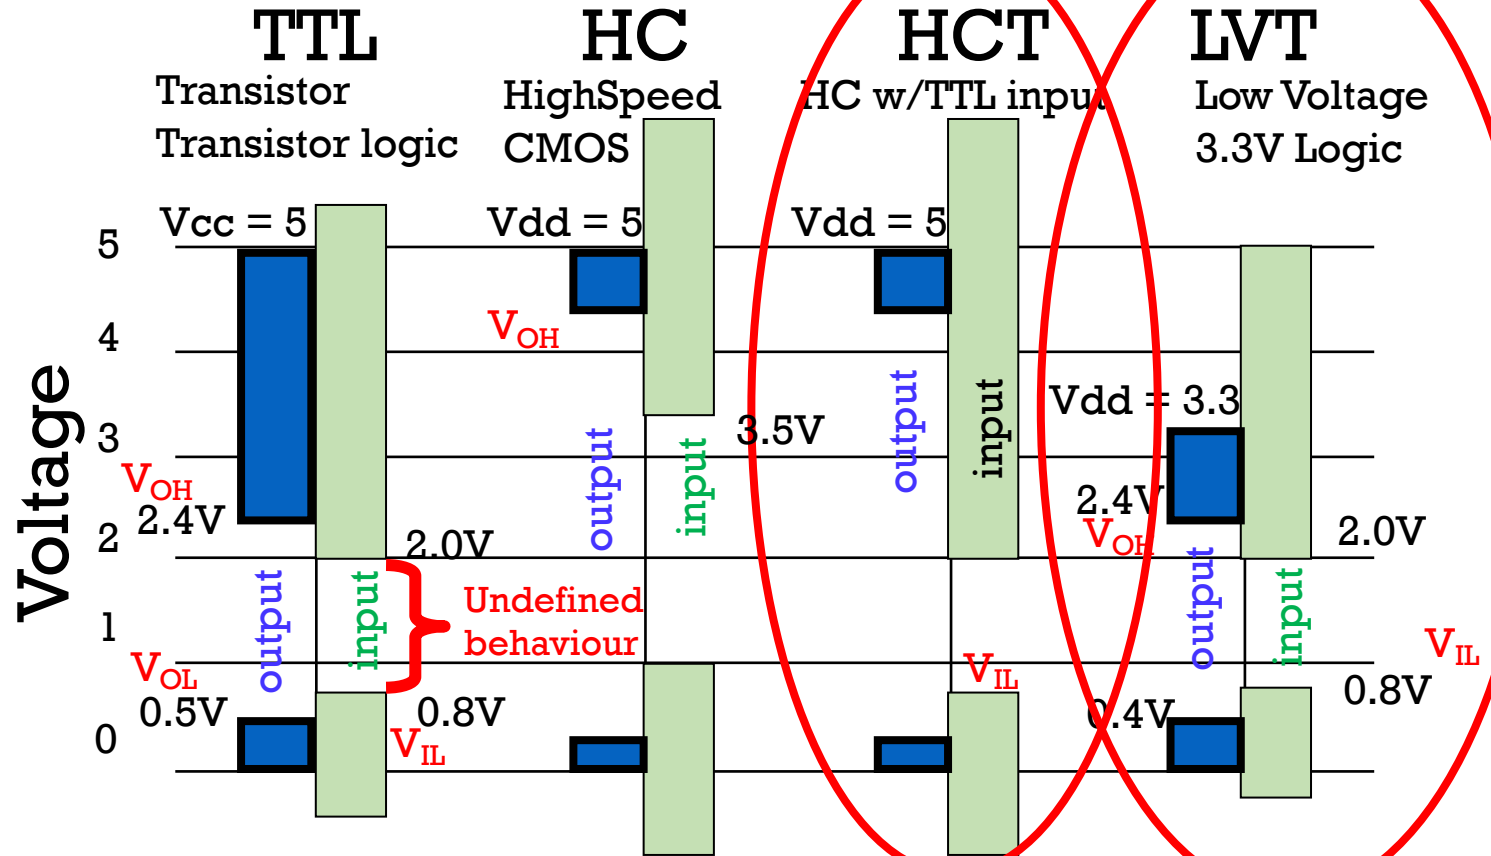 TTL
Transistor
Transistor logic
HC
HighSpeed
CMOS
HCT
HC w/TTL input
LVT
Low Voltage
3.3V Logic
Voltage
5
4
3
2
1
0
Vcc = 5
VOH
2.4V
output
input
2.0V
Undefined
behaviour
VOL
0.5V
0.8V
VIL
Vdd = 5
VOH
output
input
3.5V
Vdd = 5
output
input
VIL
Vdd = 3.3
2.4V
VOH
output
input
2.0V
VIL
0.8V
0.4V